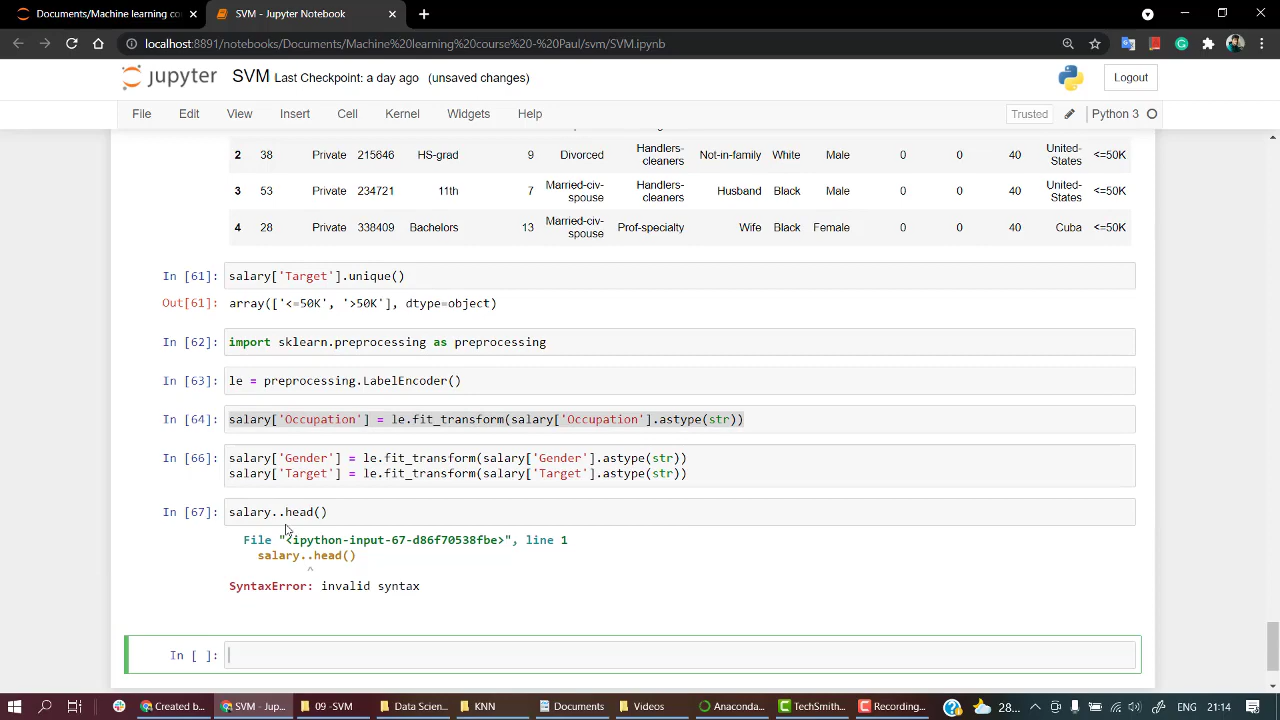 Documents/Machine learning co
SVM - Jupyter Notebook
localhost:8891/notebooks/Documents/Machine%20learning%20course%20-%20Paul/svm/SVM.ipynb
jupyter SVM Last Checkpoint: a day ago (unsaved changes)
Logout
File Edit View Insert Cell Kernel Widgets Help
Trusted
Python 3
2 38 Private 215646 HS-grad 9 Divorced Handlers-cleaners Not-in-family White Male 0 0 40 United-States <=50K
3 53 Private 234721 11th 7 Married-civ-spouse Handlers-cleaners Husband Black Male 0 0 40 United-States <=50K
4 28 Private 338409 Bachelors 13 Married-civ-spouse Prof-specialty Wife Black Female 0 0 40 Cuba <=50K
In [61]: salary['Target'].unique()
Out[61]: array(['<=50K', '>50K'], dtype=object)
In [62]: import sklearn.preprocessing as preprocessing
In [63]: le = preprocessing.LabelEncoder()
In [64]: salary['Occupation'] = le.fit_transform(salary['Occupation'].astype(str))
In [66]: salary['Gender'] = le.fit_transform(salary['Gender'].astype(str))
salary['Target'] = le.fit_transform(salary['Target'].astype(str))
In [67]: salary..head()
File "<ipython-input-67-d86f70538fbe>", line 1
salary..head()
^
SyntaxError: invalid syntax
In [ ]:
Created b...
SVM - Jup...
09 -SVM
Data Scien...
KNN
Documents
Videos
Anaconda...
TechSmith...
Recording...
28...
ENG
21:14